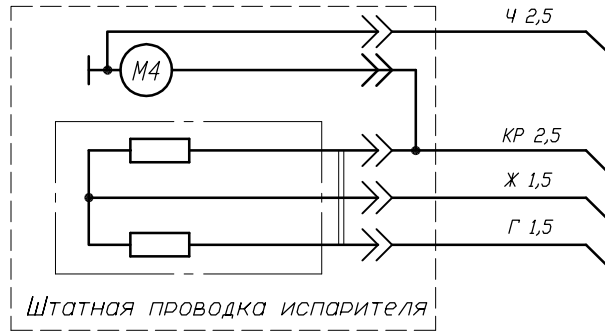 Ч 2,5
М4
КР 2,5
Ж 1,5
Г 1,5
Штатная проводка испарителя